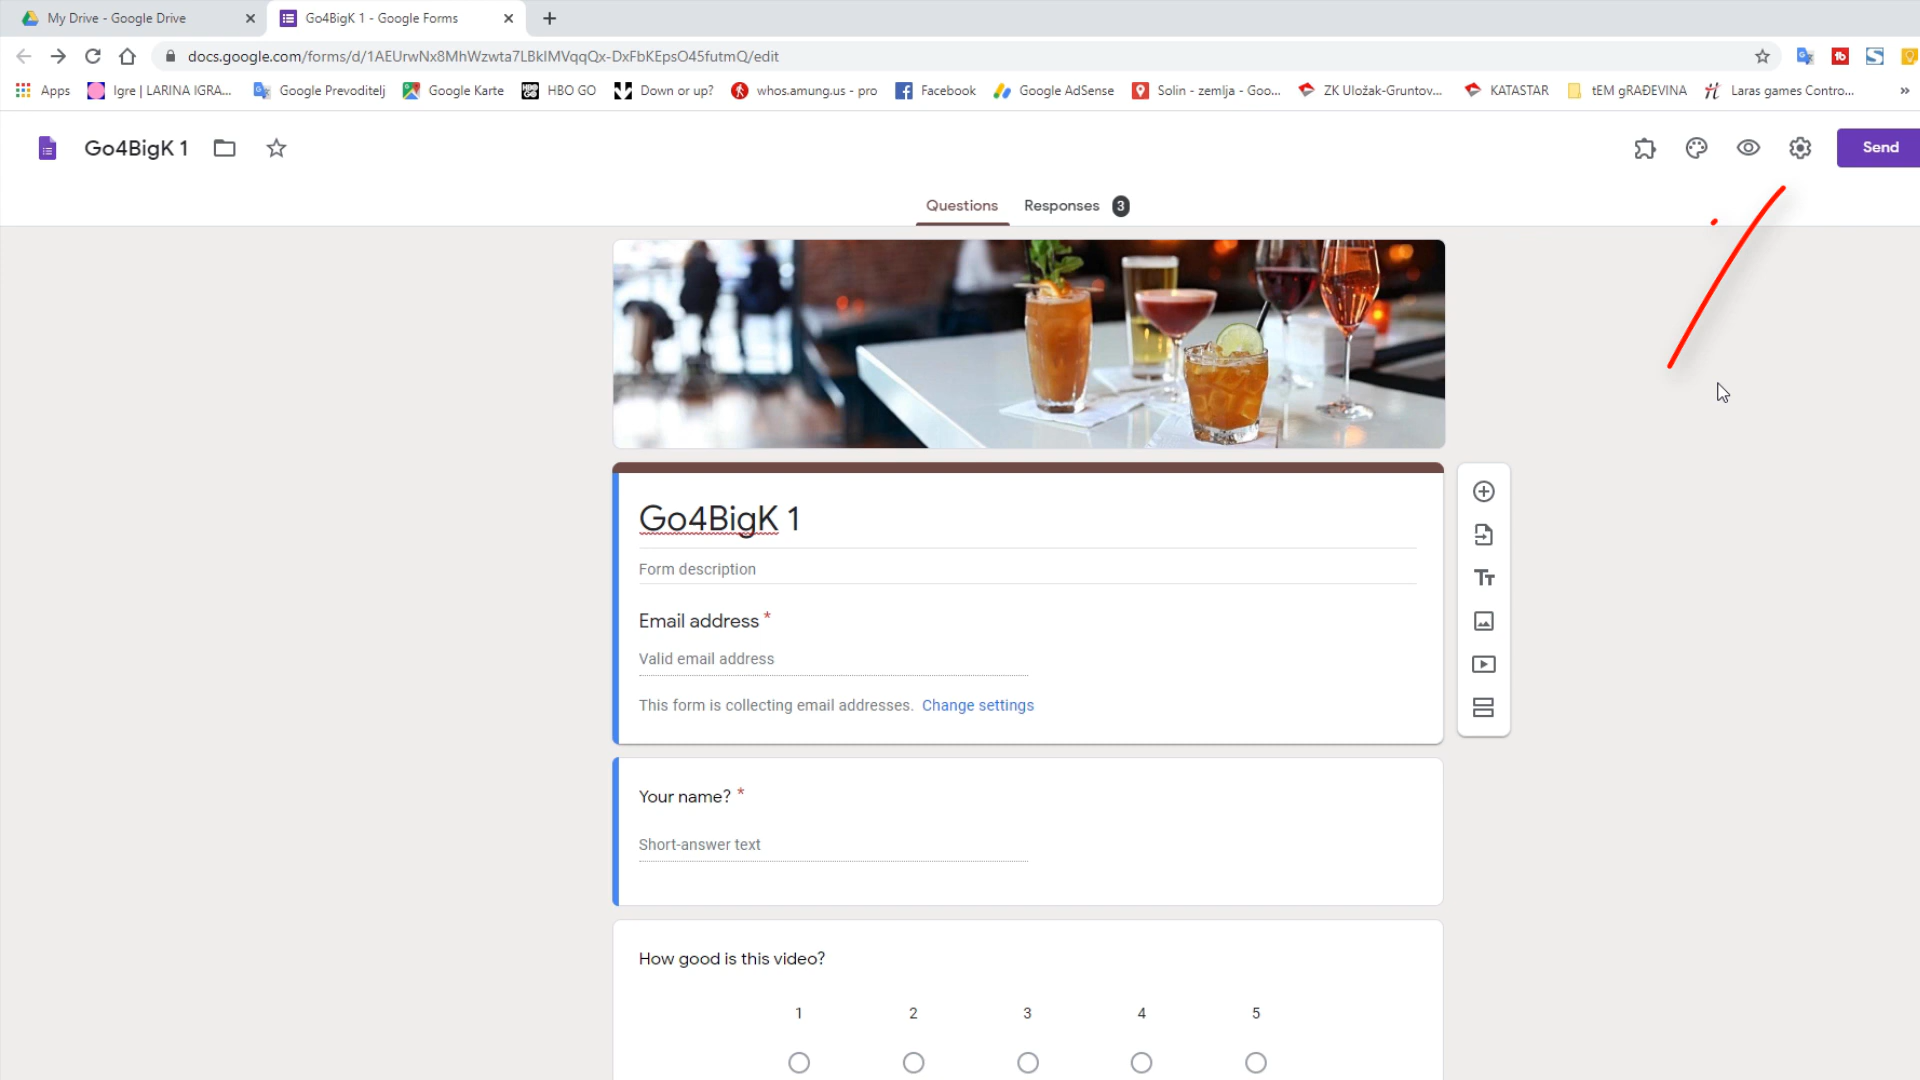 My Drive - Google Drive
Go4BigK 1 - Google Forms
docs.google.com/forms/d/1AEUrwNx8MhWzwta7LBkIMVqqQx-DxFbKEpsO45futmQ/edit
Apps
Igre | LARINA IGRA...
Google Prevoditelj
Google Karte
HBO GO
Down or up?
whos.amung.us - pro
Facebook
Google AdSense
Solin - zemlja - Goo...
ZK Uložak-Gruntov...
KATASTAR
tEM gRAĐEVINA
Laras games Contro...
»
Go4BigK 1
Send
Questions
Responses 3
Go4BigK 1
Form description
Email address *
Valid email address
This form is collecting email addresses. Change settings
Your name? *
Short-answer text
How good is this video?
1 2 3 4 5